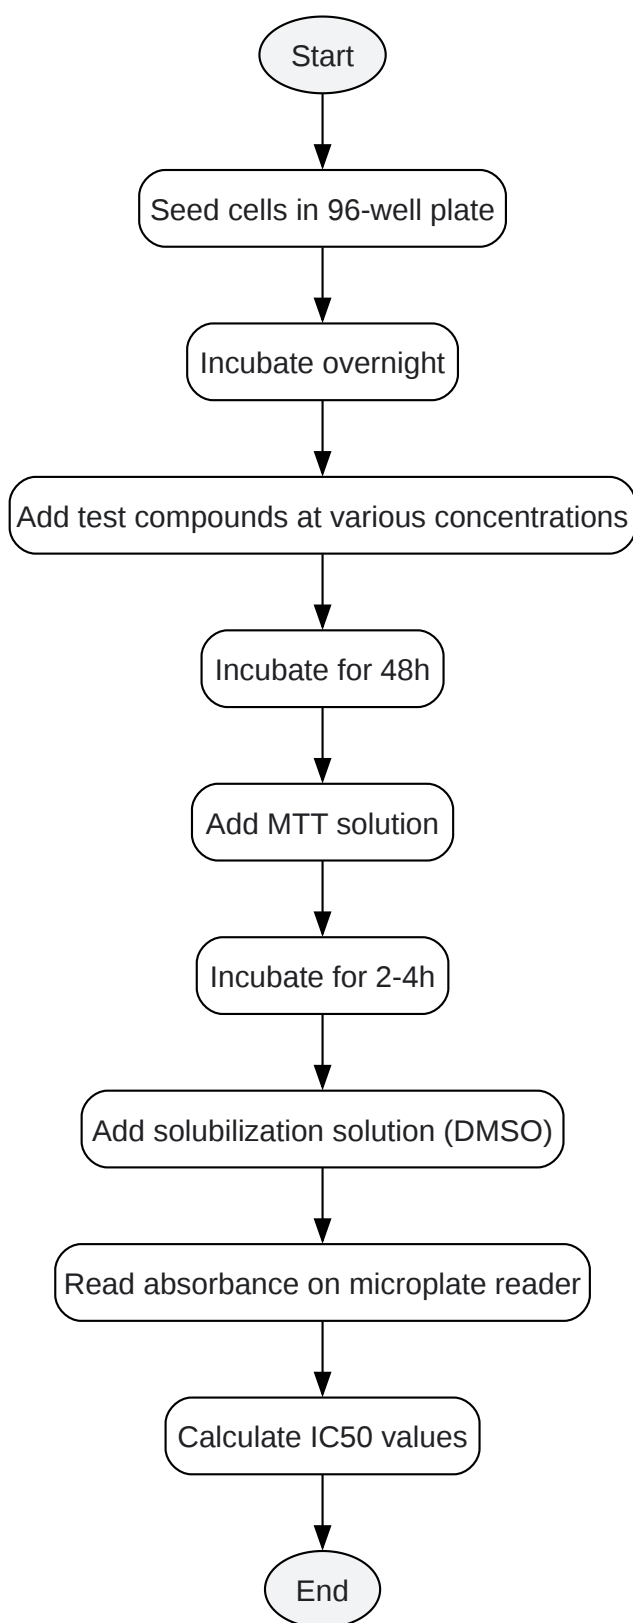 Start
Seed cells in 96-well plate
Incubate overnight
Add test compounds at various concentrations
Incubate for 48h
Add MTT solution
Incubate for 2-4h
Add solubilization solution (DMSO)
Read absorbance on microplate reader
Calculate IC50 values
End